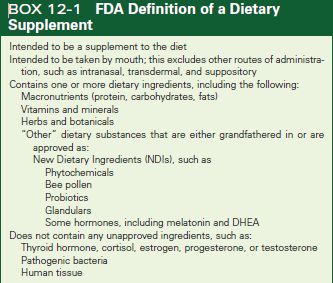 BOX 12-1 FDA Definition of a Dietary
Supplement
Intended to be a supplement to the diet
Intended to be taken by mouth; this excludes other routes of administra-
tion, such as intranasal, transdermal, and suppository
Contains one or more dietary ingredients, including the following:
Macronutrients (protein, carbohydrates, fats)
Vitamins and minerals
Herbs and botanicals
"Other" dietary substances that are either grandfathered in or are
approved as:
New Dietary Ingredients (NDIs), such as
Phytochemicals
Bee pollen
Probiotics
Glandulars
Some hormones, including melatonin and DHEA
Does not contain any unapproved ingredients, such as:
Thyroid hormone, cortisol, estrogen, progesterone, or testosterone
Pathogenic bacteria
Human tissue